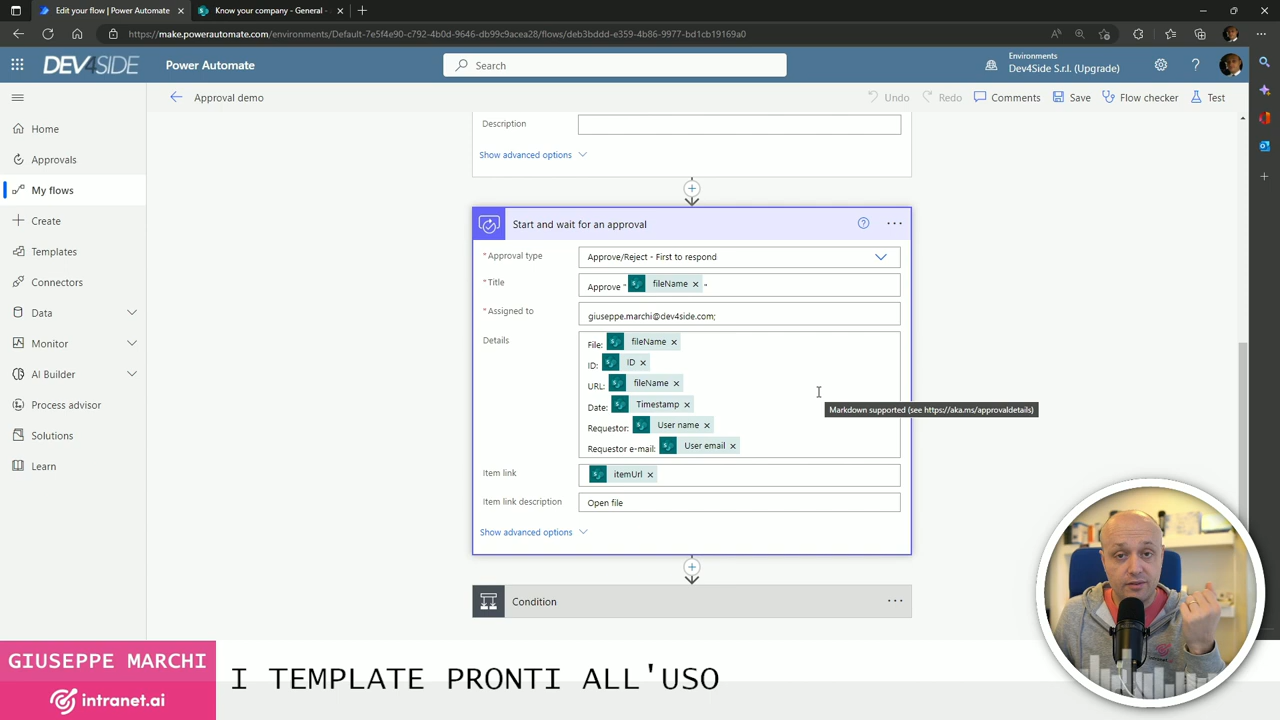 Edit your flow | Power Automate
Know your company - General -
https://make.powerautomate.com/environments/Default-7e5f4e90-c792-4b0d-9646-db99c9acea28/flows/deb3bddd-e359-4b86-9977-bd1cb19169a0
DEV4SIDE
Power Automate
Search
Environments
Dev4Side S.r.l. (Upgrade)
Approval demo
Undo
Redo
Comments
Save
Flow checker
Test
Home
Approvals
My flows
Create
Templates
Connectors
Data
Monitor
AI Builder
Process advisor
Solutions
Learn
Description
Show advanced options
Start and wait for an approval
* Approval type
Approve/Reject - First to respond
* Title
Approve " fileName × "
* Assigned to
giuseppe.marchi@dev4side.com;
Details
File: fileName ×
ID: ID ×
URL: fileName ×
Date: Timestamp ×
Requestor: User name ×
Requestor e-mail: User email ×
Markdown supported (see https://aka.ms/approvaldetails)
Item link
itemUrl ×
Item link description
Open file
Show advanced options
Condition
GIUSEPPE MARCHI
intranet.ai
I TEMPLATE PRONTI ALL'USO